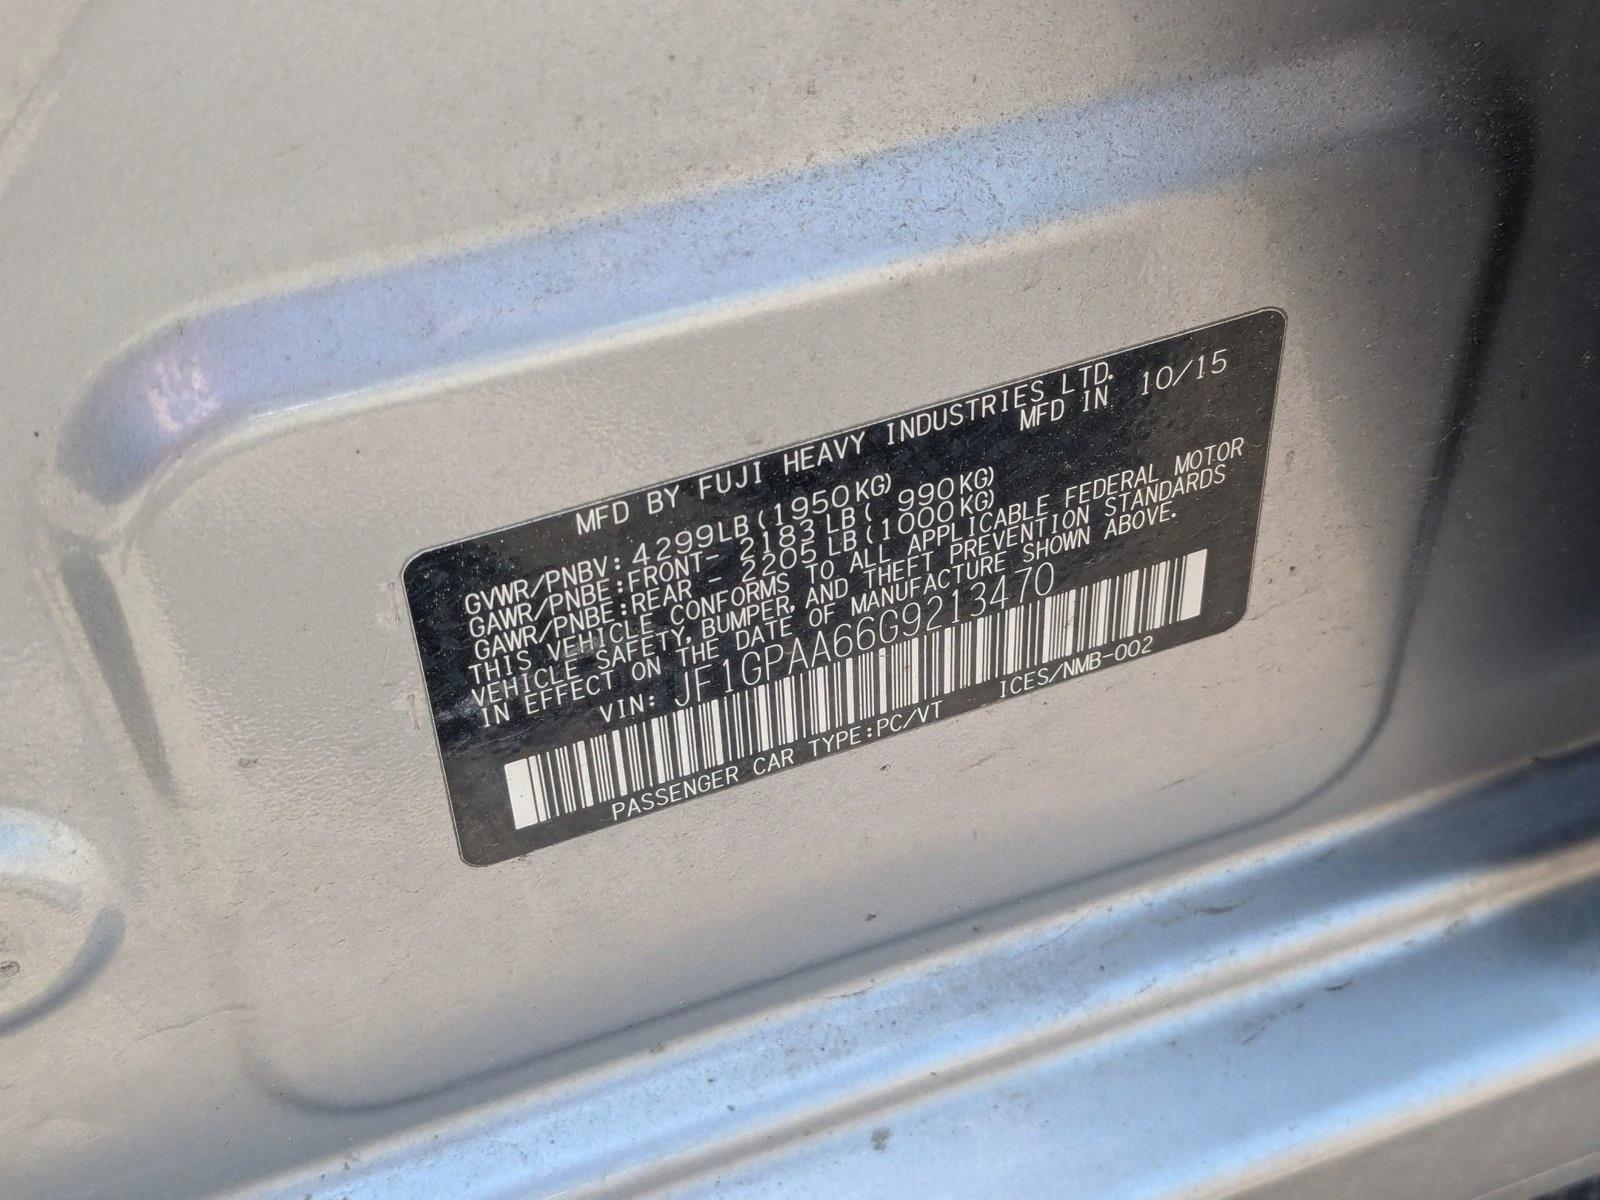 MFD BY FUJI HEAVY INDUSTRIES LTD.
MFD IN 10/15
GVWR/PNBV: 4299LB(1950KG)
GAWR/PNBE:FRONT- 2183LB( 990KG)
GAWR/PNBE:REAR - 2205LB(1000KG)
THIS VEHICLE CONFORMS TO ALL APPLICABLE FEDERAL MOTOR
VEHICLE SAFETY, BUMPER, AND THEFT PREVENTION STANDARDS
IN EFFECT ON THE DATE OF MANUFACTURE SHOWN ABOVE.
VIN: JF1GPAA66G9213470
PASSENGER CAR TYPE:PC/VT ICES/NMB-002